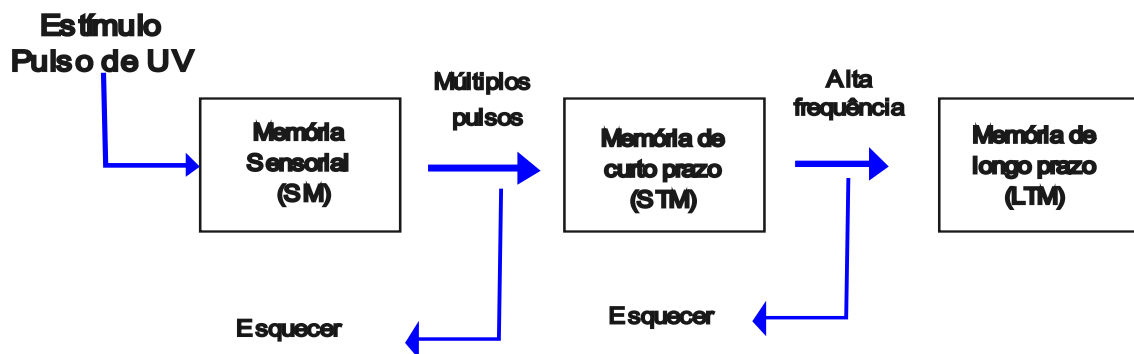 Estímulo
Pulso de UV
Memória
Sensorial
(SM)
Múltiplos
pulsos
Memória de
curto prazo
(STM)
Alta
frequência
Memória de
longo prazo
(LTM)
Esquecer
Esquecer